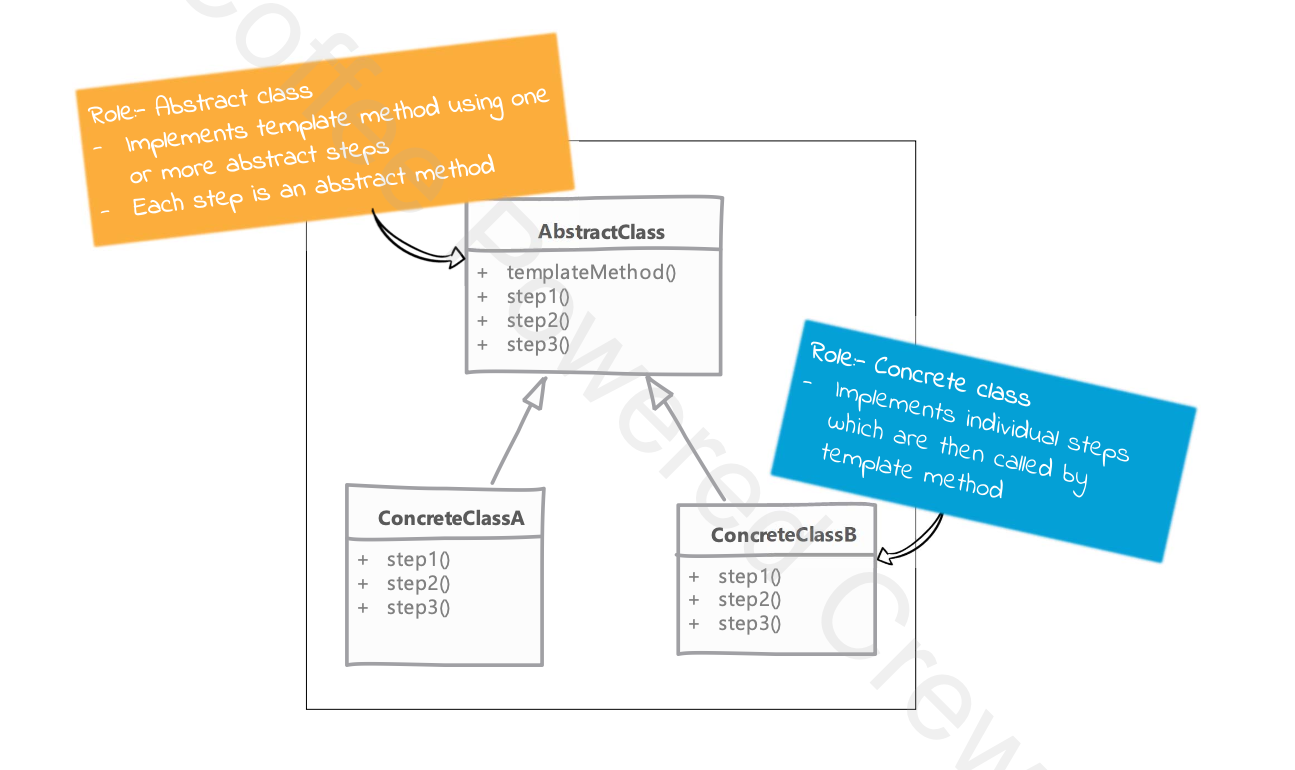 Role:- Abstract class
- Implements template method using one
or more abstract steps
- Each step is an abstract method
AbstractClass
+ templateMethod()
+ step1()
+ step2()
+ step3()
Role:- Concrete class
- Implements individual steps
which are then called by
template method
ConcreteClassA
+ step1()
+ step2()
+ step3()
ConcreteClassB
+ step1()
+ step2()
+ step3()
Coffee Powered Crew